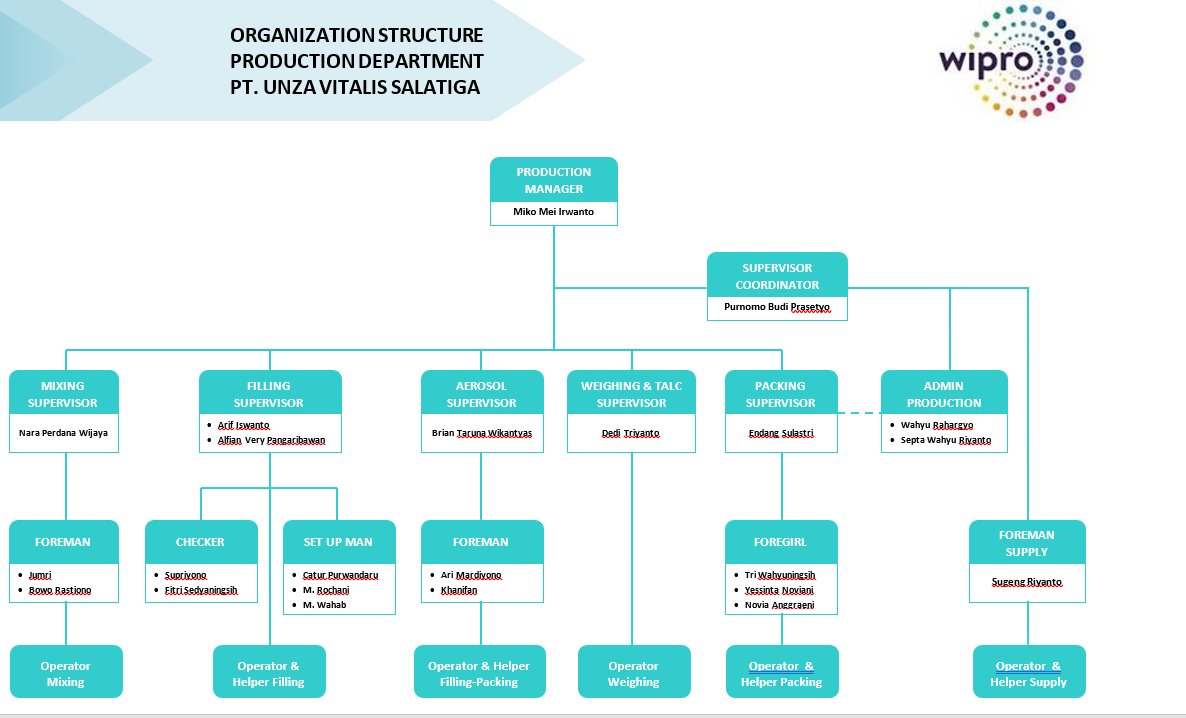 ORGANIZATION STRUCTURE
PRODUCTION DEPARTMENT
PT. UNZA VITALIS SALATIGA
wipro
PRODUCTION
MANAGER
Miko Mei Irwanto
SUPERVISOR
COORDINATOR
Purnomo Budi Prasetyo
MIXING
SUPERVISOR
Nara Perdana Wijaya
FILLING
SUPERVISOR
• Arif Iswanto
• Alfian Very Pangaribawan
AEROSOL
SUPERVISOR
Brian Taruna Wikantyas
WEIGHING & TALC
SUPERVISOR
Dedi Triyanto
PACKING
SUPERVISOR
Endang Sulastri
ADMIN
PRODUCTION
• Wahyu Rahargyo
• Septa Wahyu Riyanto
FOREMAN
• Jumri
• Bowo Rastiono
CHECKER
• Supriyono
• Fitri Sedyaningsih
SET UP MAN
• Catur Purwandaru
• M. Rochani
• M. Wahab
FOREMAN
• Ari Mardiyono
• Khanifan
FOREGIRL
• Tri Wahyuningsih
• Yessinta Noviani
• Novia Anggraeni
FOREMAN
SUPPLY
Sugeng Riyanto
Operator
Mixing
Operator &
Helper Filling
Operator & Helper
Filling-Packing
Operator
Weighing
Operator &
Helper Packing
Operator &
Helper Supply